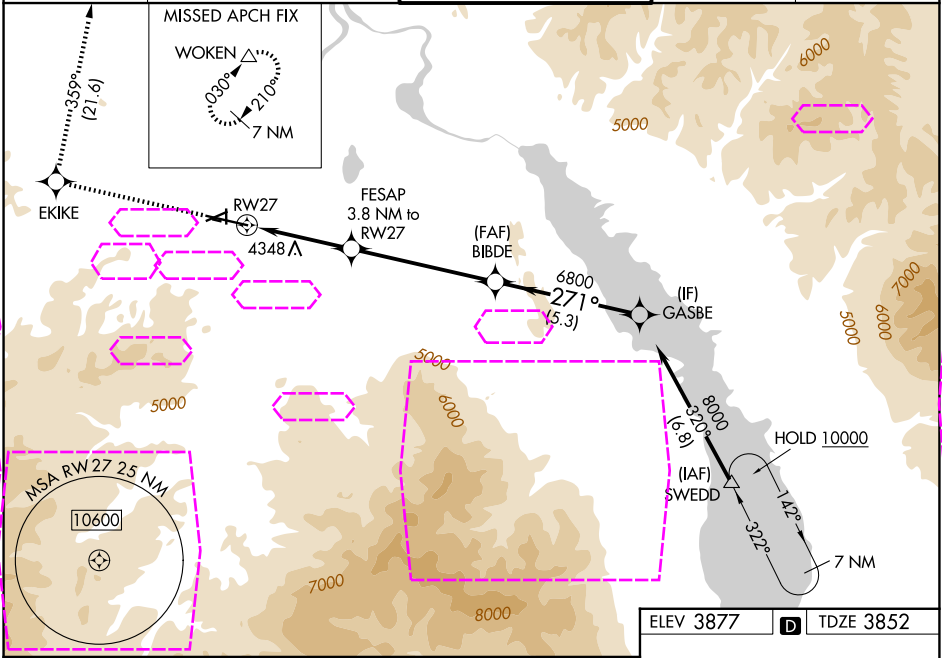 MISSED APCH FIX
WOKEN
030°
210°
7 NM
359°
(21.6)
6000
5000
EKIKE
RW27
4348
FESAP
3.8 NM to
RW27
(FAF)
BIBDE
6800
271°
(5.3)
(IF)
GASBE
7000
6000
5000
5000
6000
5000
8000
320°
(6.8)
HOLD 10000
(IAF)
SWEDD
142°
322°
7 NM
MSA RW27 25 NM
10600
7000
8000
ELEV 3877
D
TDZE 3852